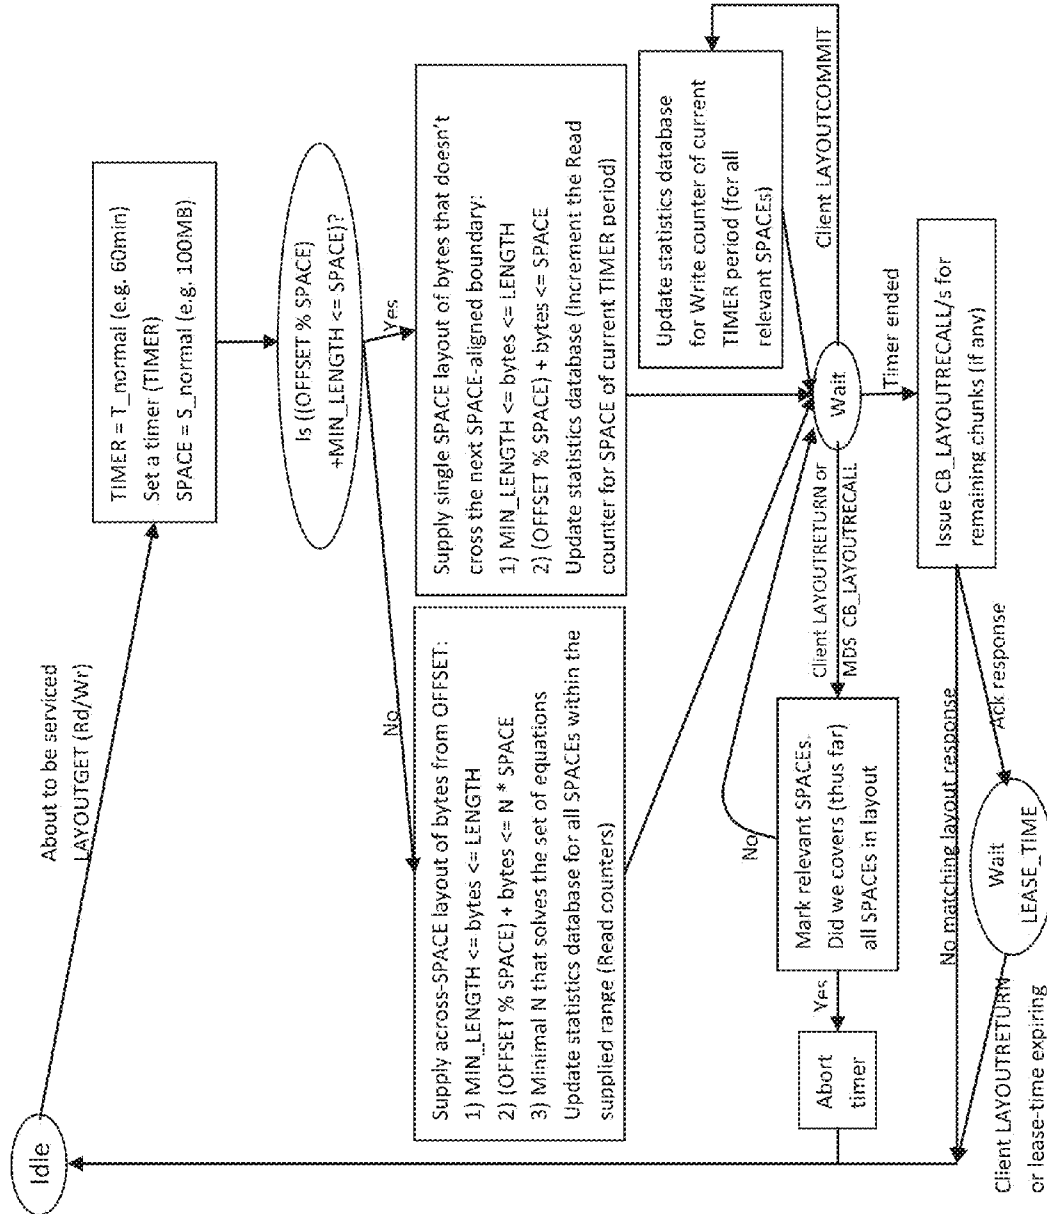 Idle
About to be serviced
LAYOUTGET (Rd/Wr)
TIMER = T_normal (e.g. 60min)
Set a timer (TIMER)
SPACE = S_normal (e.g. 100MB)
Is ((OFFSET % SPACE)
+MIN_LENGTH <= SPACE)?
No
Yes
Supply across-SPACE layout of bytes from OFFSET:
1) MIN_LENGTH <= bytes <= LENGTH
2) (OFFSET % SPACE) + bytes <= N * SPACE
3) Minimal N that solves the set of equations
Update statistics database for all SPACEs within the
supplied range (Read counters)
Supply single SPACE layout of bytes that doesn't
cross the next SPACE-aligned boundary:
1) MIN_LENGTH <= bytes <= LENGTH
2) (OFFSET % SPACE) + bytes <= SPACE
Update statistics database (Increment the Read
counter for SPACE of current TIMER period)
Update statistics database
for Write counter of current
TIMER period (for all
relevant SPACEs)
Client LAYOUTCOMMIT
Wait
Client LAYOUTRETURN or
MDS CB_LAYOUTRECALL
No
Mark relevant SPACEs.
Did we covers (thus far)
all SPACEs in layout
Yes
Abort
timer
Timer ended
Issue CB_LAYOUTRECALL/s for
remaining chunks (if any)
No matching layout response
Ack response
Wait
LEASE_TIME
Client LAYOUTRETURN
or lease-time expiring